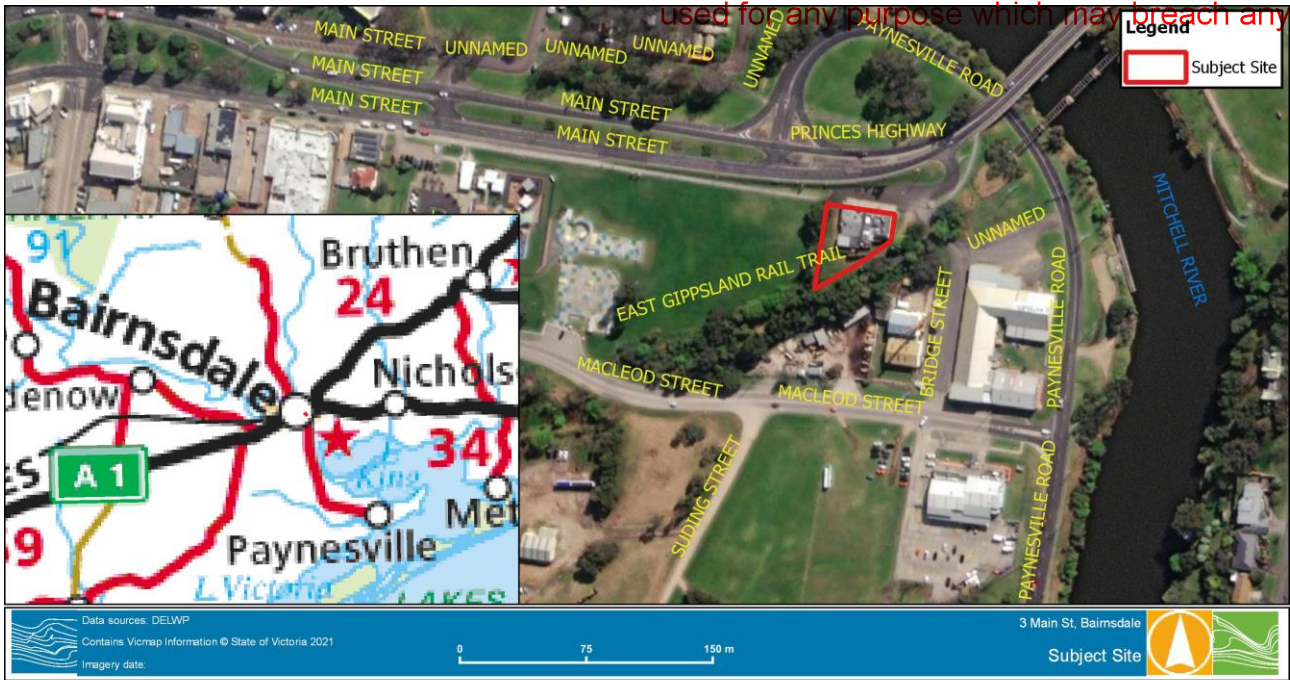 used for any purpose which may breach any
Legend
Subject Site
MAIN STREET
UNNAMED
UNNAMED
UNNAMED
UNNAMED
PAYNESVILLE ROAD
MAIN STREET
MAIN STREET
MAIN STREET
MAIN STREET
PRINCES HIGHWAY
MITCHELL RIVER
UNNAMED
EAST GIPPSLAND RAIL TRAIL
BRIDGE STREET
PAYNESVILLE ROAD
MACLEOD STREET
MACLEOD STREET
SUDING STREET
PAYNESVILLE ROAD
91
Bruthen
24
Bairnsdale
Nichols
denow
34
A 1
King
Met
39
Paynesville
L.Victoria
LAKES
Data sources: DELWP
Contains Vicmap Information © State of Victoria 2021
Imagery date:
0 75 150 m
3 Main St, Bairnsdale
Subject Site